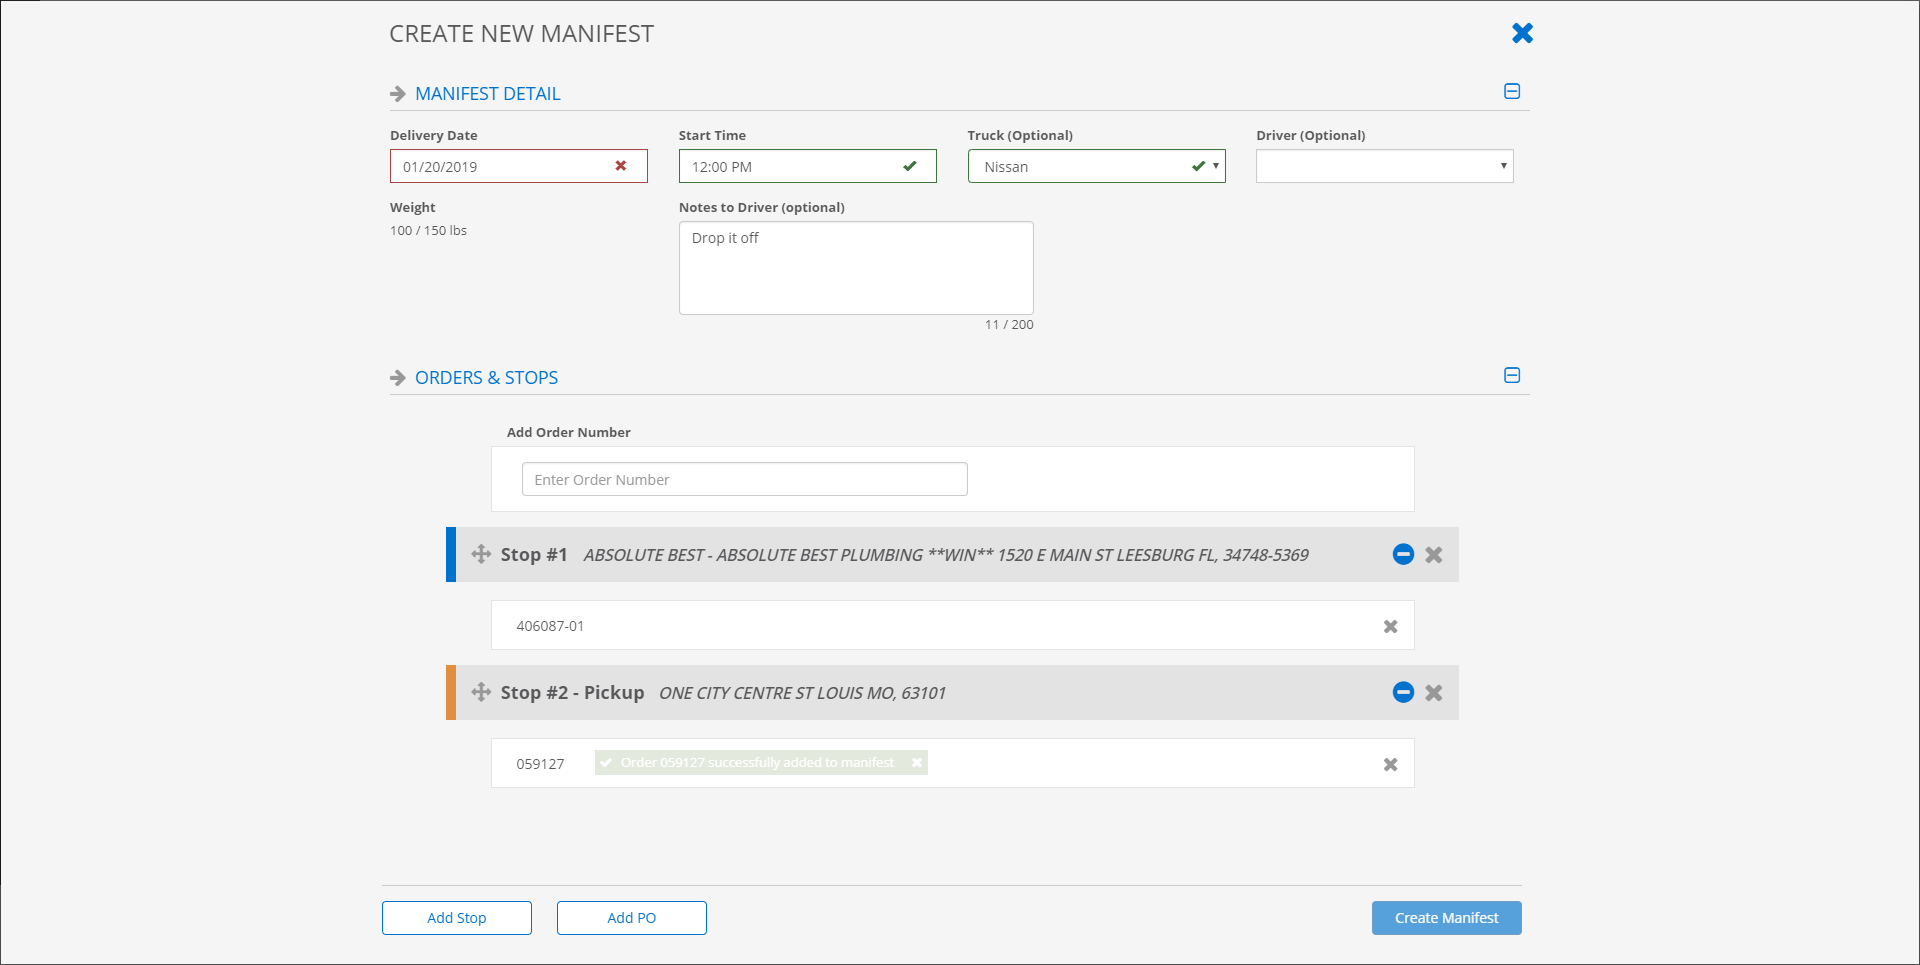 CREATE NEW MANIFEST
MANIFEST DETAIL
Delivery Date
Start Time
Truck (Optional)
Driver (Optional)
01/20/2019
12:00 PM
Nissan
Weight
Notes to Driver (optional)
100 / 150 lbs
Drop it off
11 / 200
ORDERS & STOPS
Add Order Number
Enter Order Number
Stop #1 ABSOLUTE BEST - ABSOLUTE BEST PLUMBING **WIN** 1520 E MAIN ST LEESBURG FL, 34748-5369
406087-01
Stop #2 - Pickup ONE CITY CENTRE ST LOUIS MO, 63101
059127
Order 059127 successfully added to manifest
Add Stop
Add PO
Create Manifest